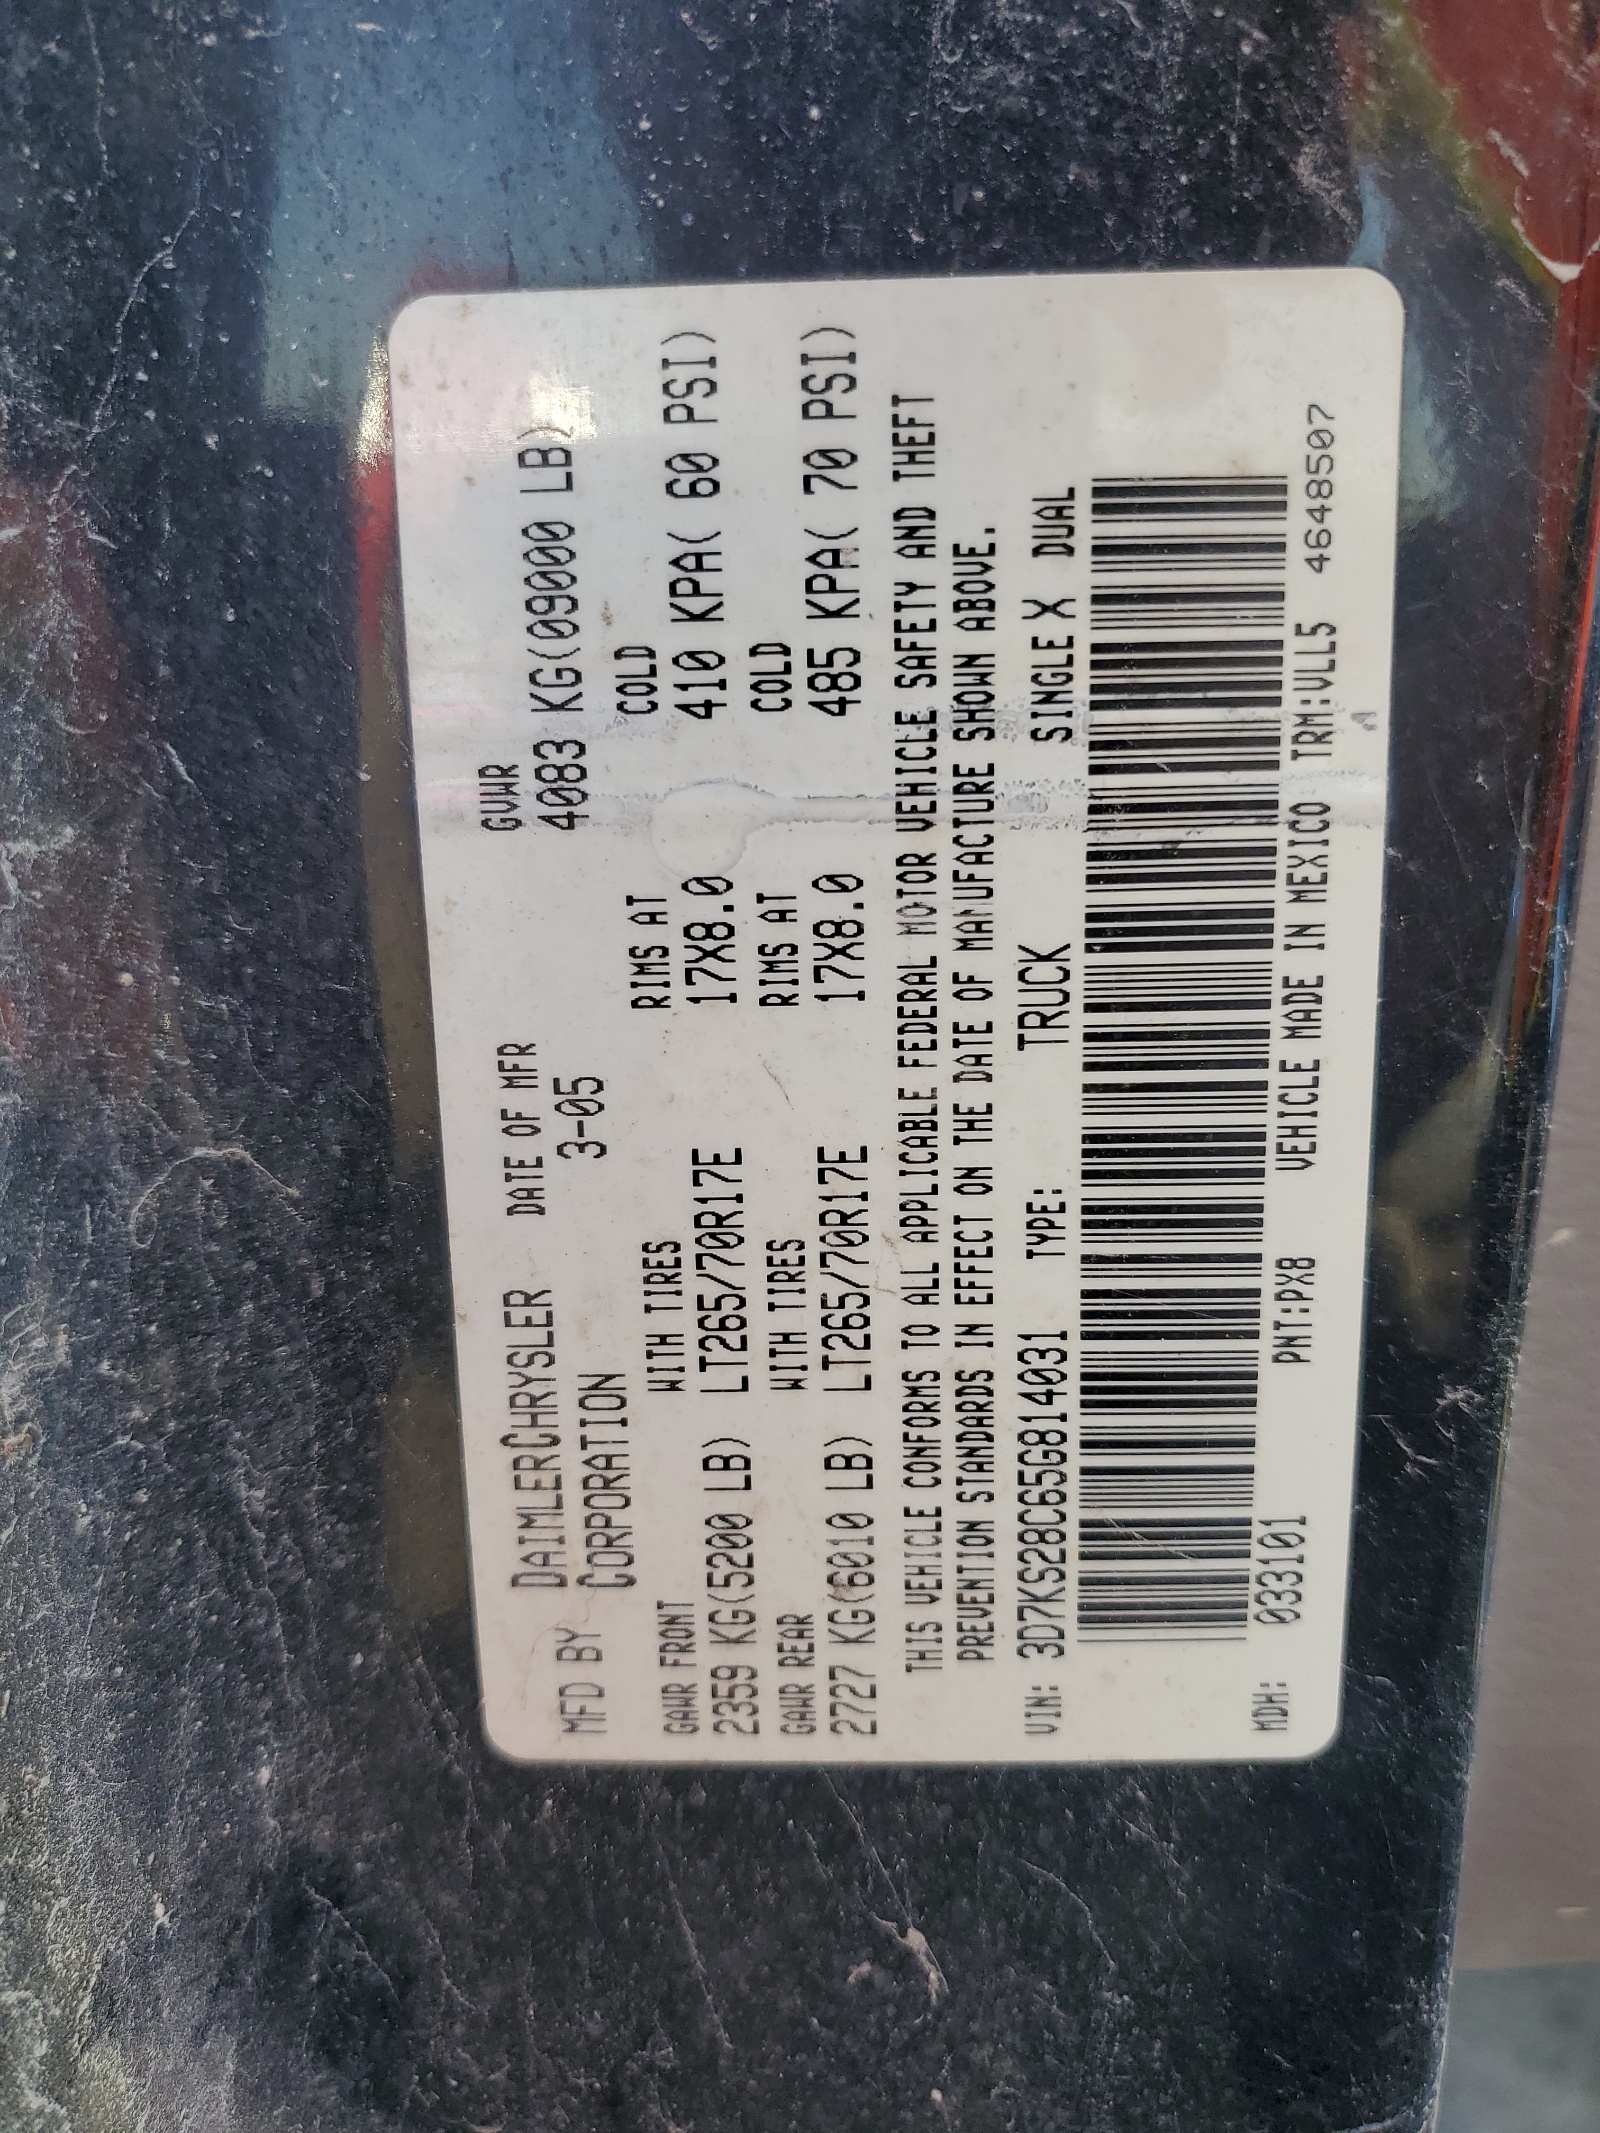 MFD BY DAIMLERCHRYSLER CORPORATION DATE OF MFR 3-05 GVWR 4083 KG(09000 LB)
GAWR FRONT WITH TIRES RIMS AT COLD
2359 KG(5200 LB) LT265/70R17E 17X8.0 410 KPA( 60 PSI)
GAWR REAR WITH TIRES RIMS AT COLD
2727 KG(6010 LB) LT265/70R17E 17X8.0 485 KPA( 70 PSI)
THIS VEHICLE CONFORMS TO ALL APPLICABLE FEDERAL MOTOR VEHICLE SAFETY AND THEFT
PREVENTION STANDARDS IN EFFECT ON THE DATE OF MANUFACTURE SHOWN ABOVE.
VIN: 3D7KS28C65G814031 TYPE: TRUCK SINGLE X DUAL
MDH: 033101 PNT:PX8 VEHICLE MADE IN MEXICO TRM:VLL5 4648507